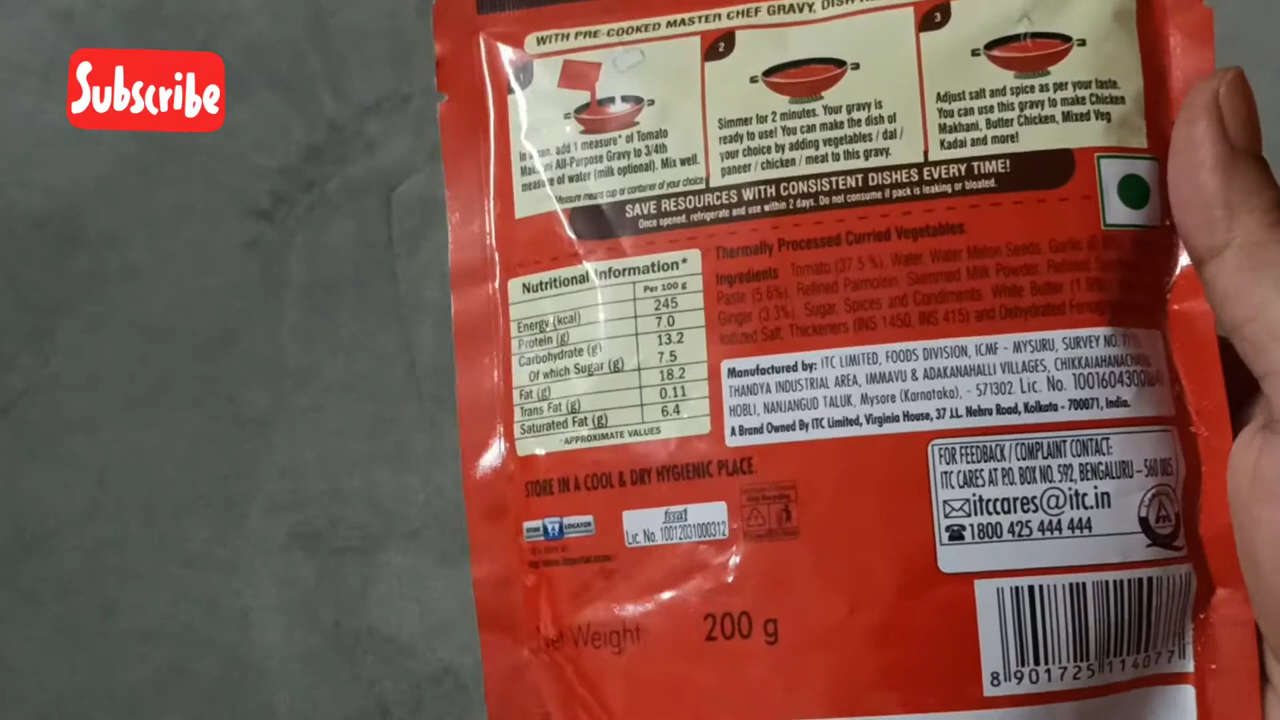 Subscribe
WITH PRE-COOKED MASTER CHEF GRAVY,
add 1 measure* of Tomato
All-Purpose Gravy to 3/4th
measure of water (milk optional). Mix well.
Measure means cup or container of your choice
2
Simmer for 2 minutes. Your gravy is
ready to use! You can make the dish of
your choice by adding vegetables / dal /
paneer / chicken / meat to this gravy.
3
Adjust salt and spice as per your taste.
You can use this gravy to make Chicken
Makhani, Butter Chicken, Mixed Veg
Kadai and more!
SAVE RESOURCES WITH CONSISTENT DISHES EVERY TIME!
Once opened, refrigerate and use within 2 days. Do not consume if pack is leaking or bloated.
Nutritional Information*
Per 100 g
Energy (kcal) 245
Protein (g) 7.0
Carbohydrate (g) 13.2
Of which Sugar (g) 7.5
Fat (g) 18.2
Trans Fat (g) 0.11
Saturated Fat (g) 6.4
*APPROXIMATE VALUES
Thermally Processed Curried Vegetables.
Ingredients Tomato (37.5 %), Water, Water Melon Seeds, Garlic
Paste (5.6%), Refined Palmolein, Skimmed Milk Powder, Refined
Ginger (3.3%), Sugar, Spices and Condiments, White Butter
Iodized Salt, Thickeners (INS 1450, INS 415) and Dehydrated
Manufactured by: ITC LIMITED, FOODS DIVISION, ICMF - MYSURU, SURVEY NO.
THANDYA INDUSTRIAL AREA, IMMAVU & ADAKANAHALLI VILLAGES,
HOBLI, NANJANGUD TALUK, Mysore (Karnataka), - 571302. Lic. No.
A Brand Owned By ITC Limited, Virginia House, 37 J.L. Nehru Road, Kolkata - 700071, India.
STORE IN A COOL & DRY HYGIENIC PLACE.
STORE LOCATOR
fssai
Lic. No. 10012031000312
FOR FEEDBACK / COMPLAINT CONTACT:
ITC CARES AT P.O. BOX NO. 592, BENGALURU – 560 005
itccares@itc.in
1800 425 444 444
Net Weight 200 g
8 901725 114077